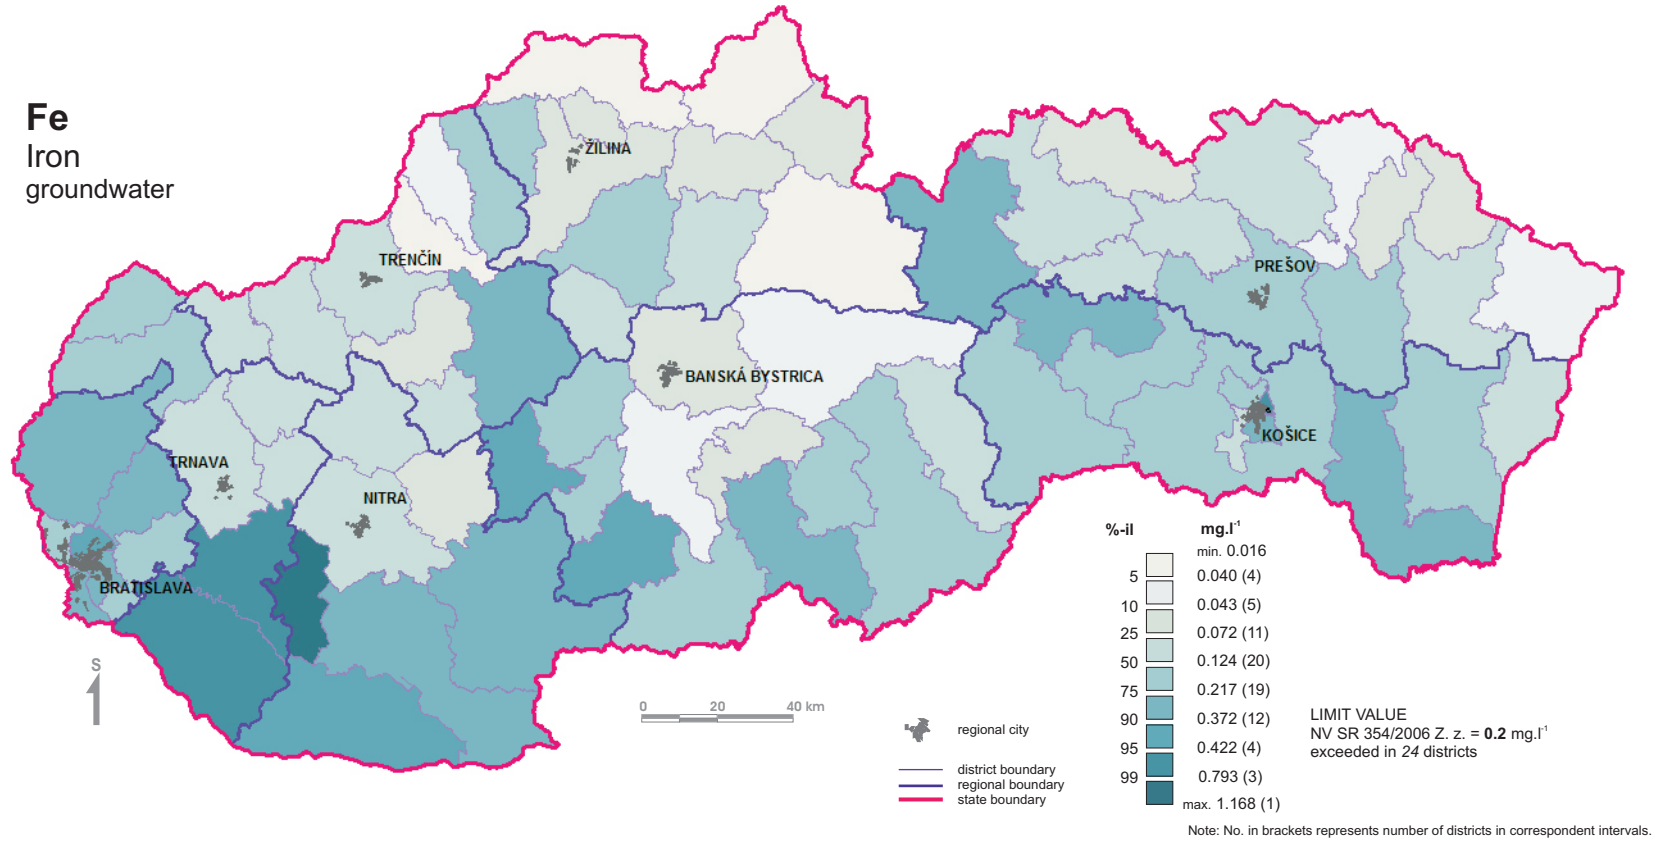 Fe
Iron
groundwater
ŽILINA
TRENČÍN
PREŠOV
BANSKÁ BYSTRICA
KOŠICE
TRNAVA
NITRA
BRATISLAVA
S
0 20 40 km
regional city
district boundary
regional boundary
state boundary
%-il mg.l⁻¹
min. 0.016
5 0.040 (4)
10 0.043 (5)
25 0.072 (11)
50 0.124 (20)
75 0.217 (19)
90 0.372 (12)
95 0.422 (4)
99 0.793 (3)
max. 1.168 (1)
LIMIT VALUE
NV SR 354/2006 Z. z. = 0.2 mg.l⁻¹
exceeded in 24 districts
Note: No. in brackets represents number of districts in correspondent intervals.